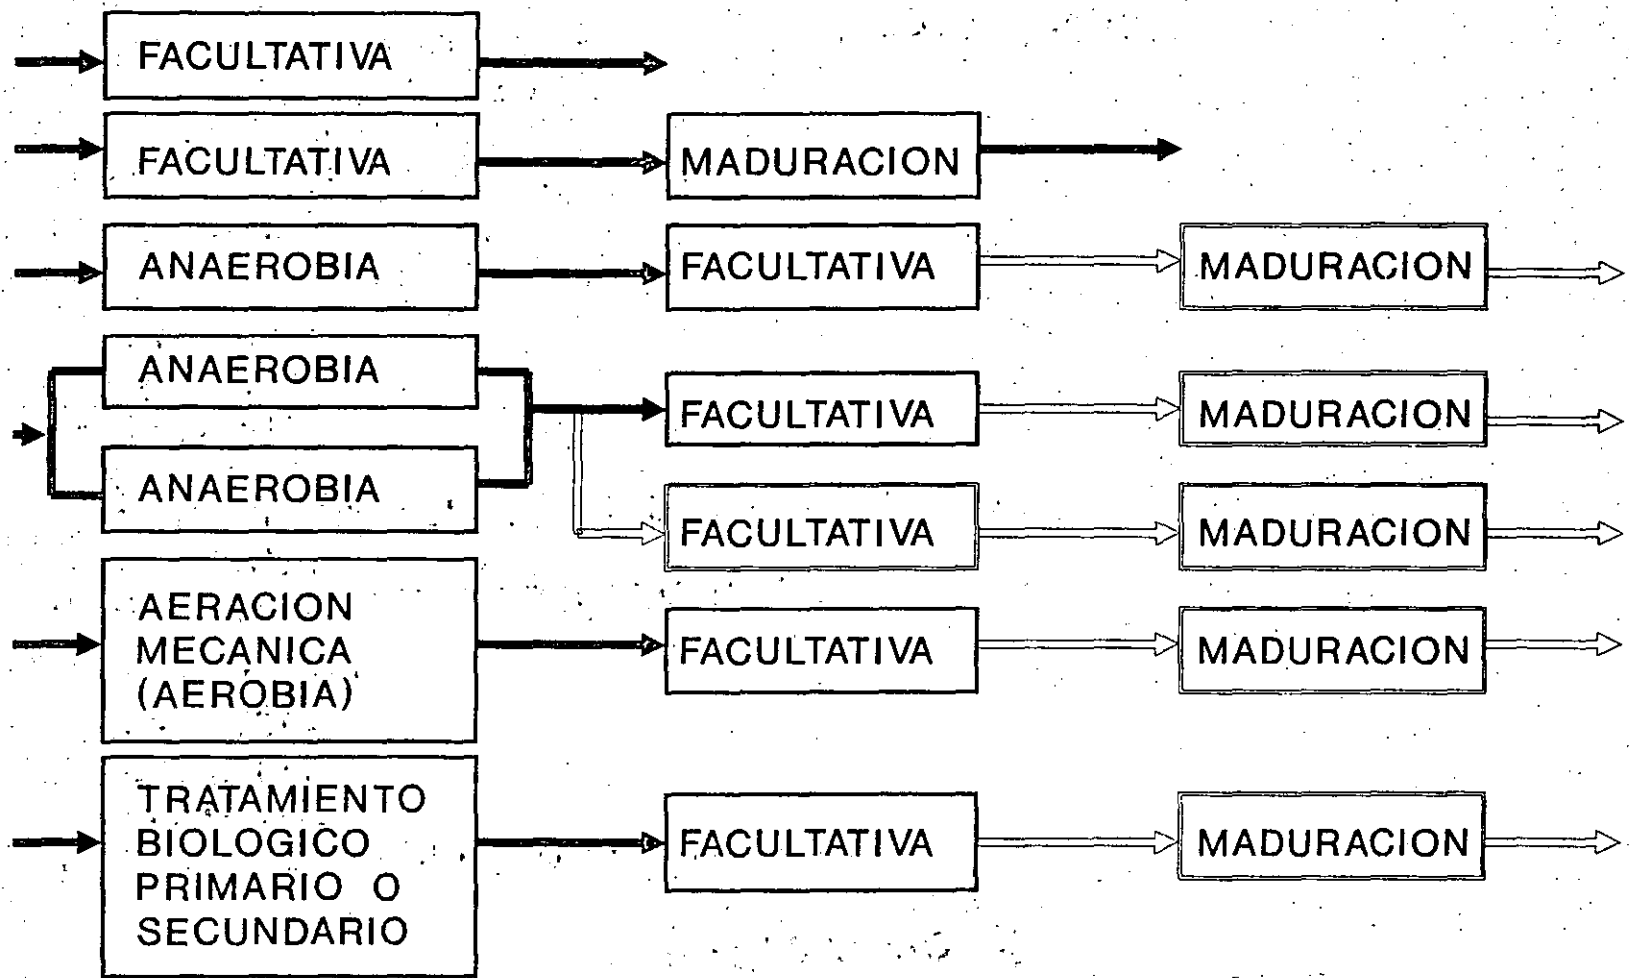 FACULTATIVA
FACULTATIVA
MADURACION
ANAEROBIA
FACULTATIVA
MADURACION
ANAEROBIA
FACULTATIVA
MADURACION
ANAEROBIA
FACULTATIVA
MADURACION
AERACION
MECANICA
(AEROBIA)
FACULTATIVA
MADURACION
TRATAMIENTO
BIOLOGICO
PRIMARIO O
SECUNDARIO
FACULTATIVA
MADURACION